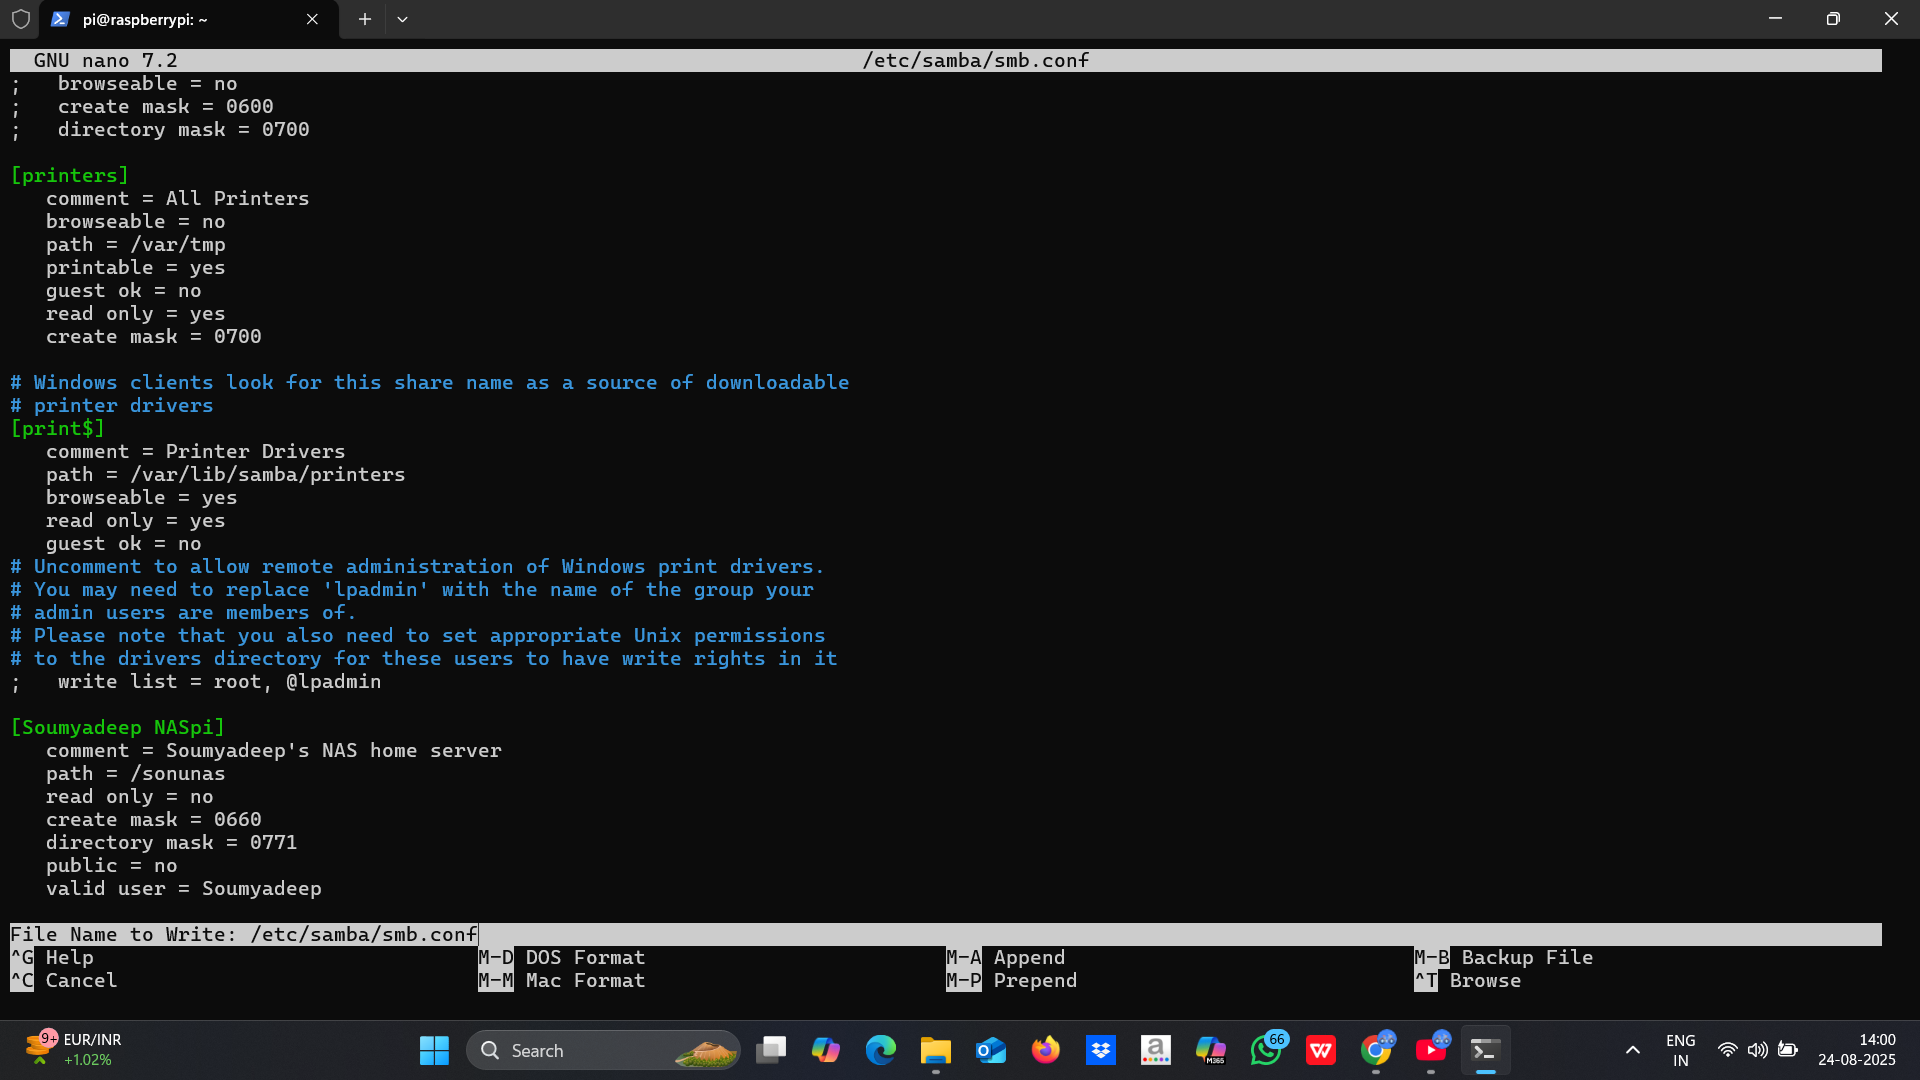 pi@raspberrypi: ~
GNU nano 7.2 /etc/samba/smb.conf
;   browseable = no
;   create mask = 0600
;   directory mask = 0700
[printers]
   comment = All Printers
   browseable = no
   path = /var/tmp
   printable = yes
   guest ok = no
   read only = yes
   create mask = 0700
# Windows clients look for this share name as a source of downloadable
# printer drivers
[print$]
   comment = Printer Drivers
   path = /var/lib/samba/printers
   browseable = yes
   read only = yes
   guest ok = no
# Uncomment to allow remote administration of Windows print drivers.
# You may need to replace 'lpadmin' with the name of the group your
# admin users are members of.
# Please note that you also need to set appropriate Unix permissions
# to the drivers directory for these users to have write rights in it
;   write list = root, @lpadmin
[Soumyadeep NASpi]
   comment = Soumyadeep's NAS home server
   path = /sonunas
   read only = no
   create mask = 0660
   directory mask = 0771
   public = no
   valid user = Soumyadeep
File Name to Write: /etc/samba/smb.conf
^G Help M-D DOS Format M-A Append M-B Backup File
^C Cancel M-M Mac Format M-P Prepend ^T Browse
9+ EUR/INR
+1.02%
Search
O
a
M365
66
W
ENG
IN
14:00
24-08-2025